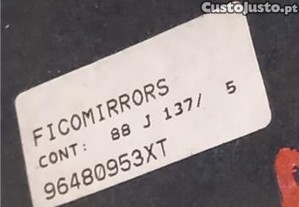 CustoJusto.pt
FICOMIRRORS
CONT: 88 J 137/ 5
96480953XT